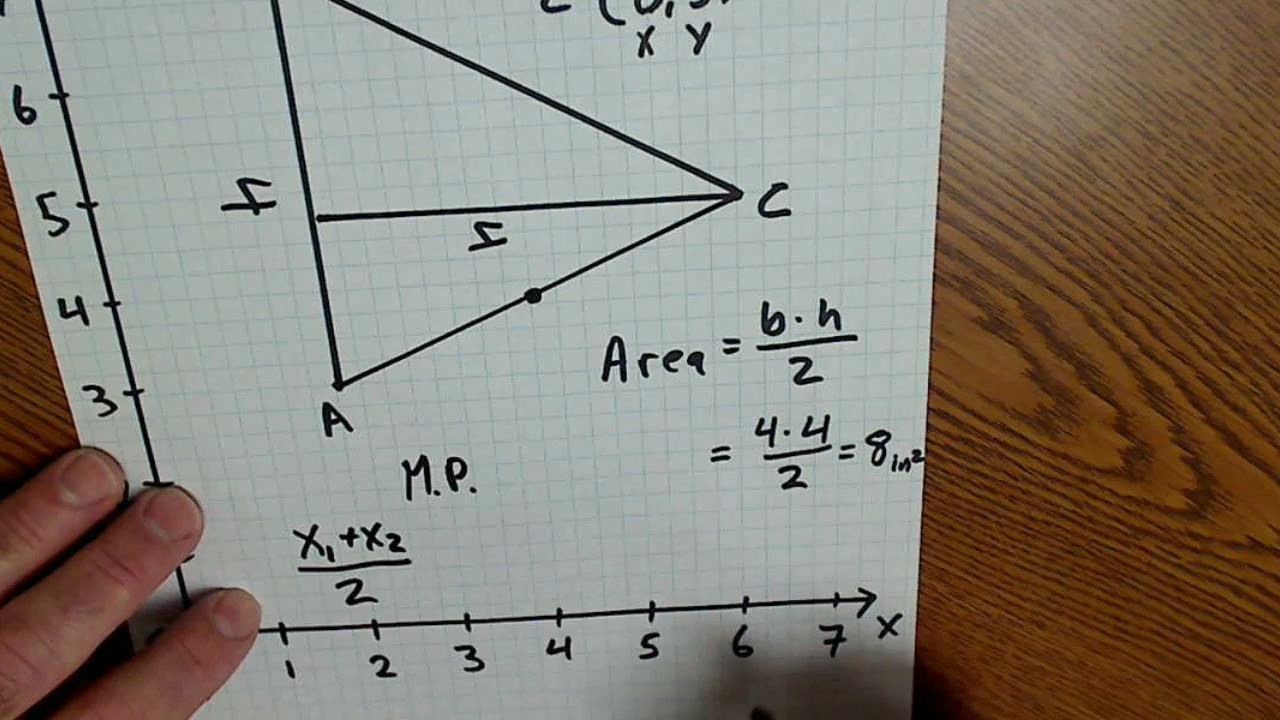 X Y
6
5
C
4
3
Area = b·h/2
= 4·4/2 = 8 in²
A
M.P.
x₁+x₂/2
1 2 3 4 5 6 7 X